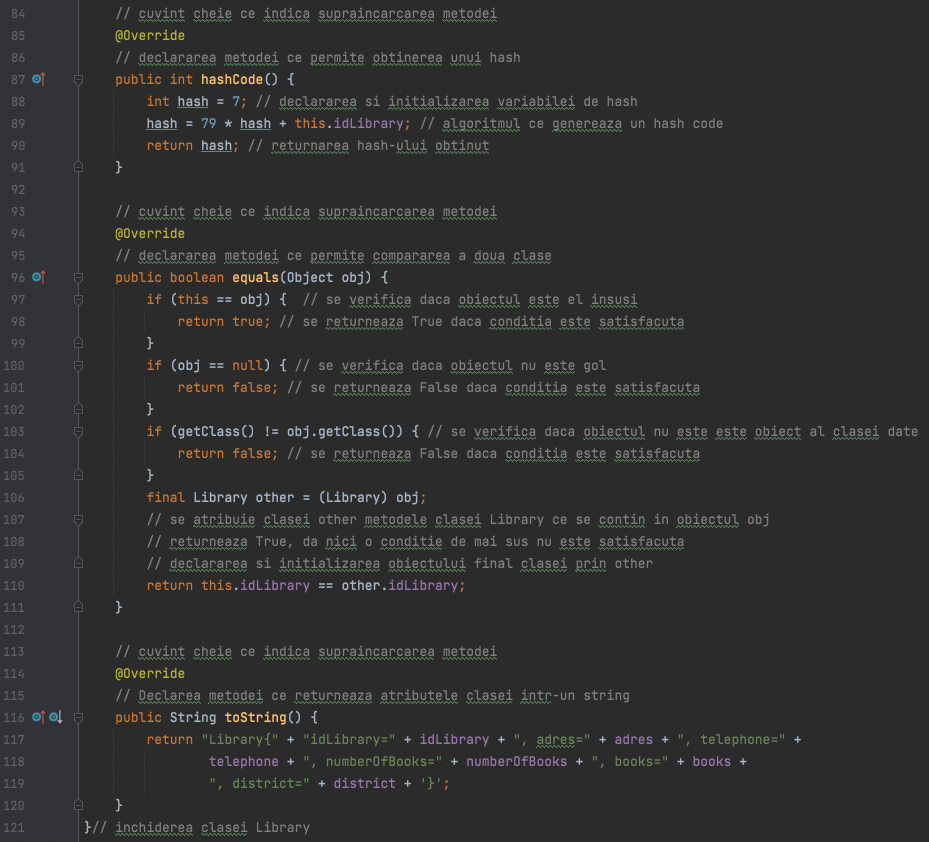 84 // cuvint cheie ce indica supraincarcarea metodei
85 @Override
86 // declararea metodei ce permite obtinerea unui hash
87 public int hashCode() {
88 int hash = 7; // declararea si initializarea variabilei de hash
89 hash = 79 * hash + this.idLibrary; // algoritmul ce genereaza un hash code
90 return hash; // returnarea hash-ului obtinut
91 }
92
93 // cuvint cheie ce indica supraincarcarea metodei
94 @Override
95 // declararea metodei ce permite compararea a doua clase
96 public boolean equals(Object obj) {
97 if (this == obj) {  // se verifica daca obiectul este el insusi
98 return true; // se returneaza True daca conditia este satisfacuta
99 }
100 if (obj == null) { // se verifica daca obiectul nu este gol
101 return false; // se returneaza False daca conditia este satisfacuta
102 }
103 if (getClass() != obj.getClass()) { // se verifica daca obiectul nu este este obiect al clasei date
104 return false; // se returneaza False daca conditia este satisfacuta
105 }
106 final Library other = (Library) obj;
107 // se atribuie clasei other metodele clasei Library ce se contin in obiectul obj
108 // returneaza True, da nici o conditie de mai sus nu este satisfacuta
109 // declararea si initializarea obiectului final clasei prin other
110 return this.idLibrary == other.idLibrary;
111 }
112
113 // cuvint cheie ce indica supraincarcarea metodei
114 @Override
115 // Declarea metodei ce returneaza atributele clasei intr-un string
116 public String toString() {
117 return "Library{" + "idLibrary=" + idLibrary + ", adres=" + adres + ", telephone=" +
118 telephone + ", numberOfBooks=" + numberOfBooks + ", books=" + books +
119 ", district=" + district + '}';
120 }
121 }// inchiderea clasei Library